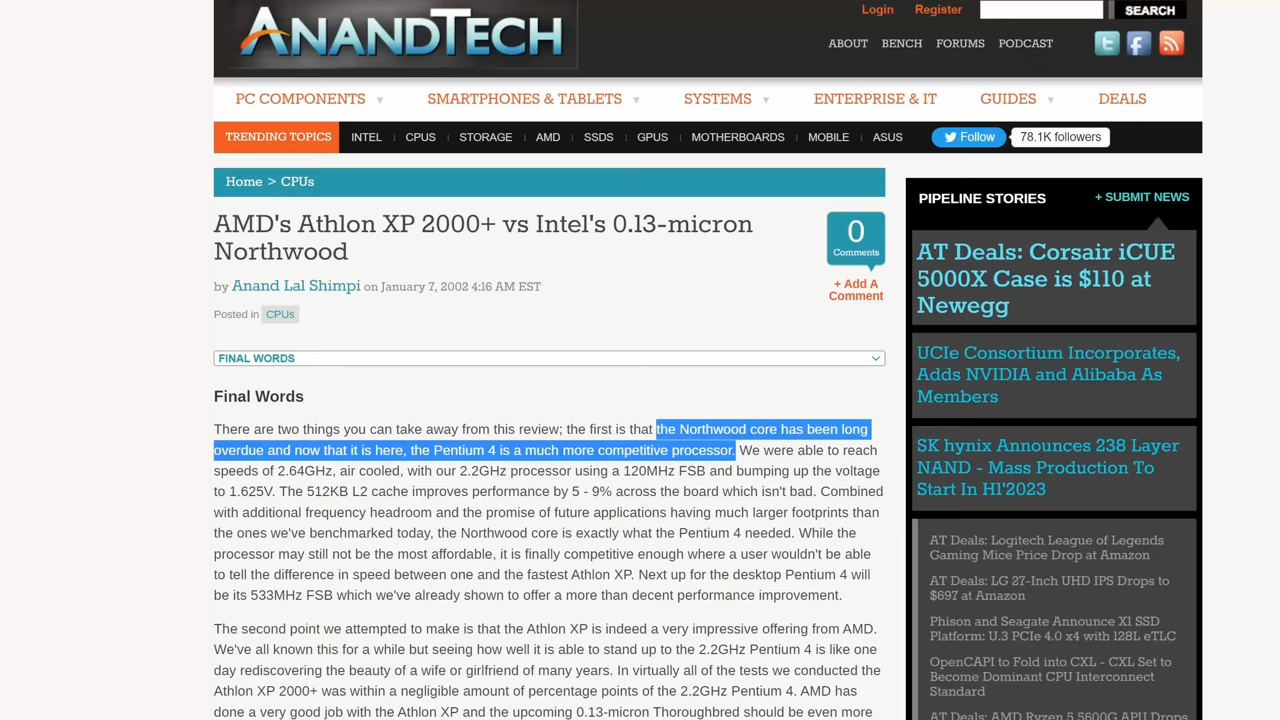 ANANDTECH
Login Register SEARCH
ABOUT BENCH FORUMS PODCAST
PC COMPONENTS SMARTPHONES & TABLETS SYSTEMS ENTERPRISE & IT GUIDES DEALS
TRENDING TOPICS INTEL CPUS STORAGE AMD SSDS GPUS MOTHERBOARDS MOBILE ASUS Follow 78.1K followers
Home > CPUs
AMD's Athlon XP 2000+ vs Intel's 0.13-micron
Northwood
by Anand Lal Shimpi on January 7, 2002 4:16 AM EST
Posted in CPUs
0
Comments
+ Add A
Comment
FINAL WORDS
Final Words
There are two things you can take away from this review; the first is that the Northwood core has been long
overdue and now that it is here, the Pentium 4 is a much more competitive processor. We were able to reach
speeds of 2.64GHz, air cooled, with our 2.2GHz processor using a 120MHz FSB and bumping up the voltage
to 1.625V. The 512KB L2 cache improves performance by 5 - 9% across the board which isn't bad. Combined
with additional frequency headroom and the promise of future applications having much larger footprints than
the ones we've benchmarked today, the Northwood core is exactly what the Pentium 4 needed. While the
processor may still not be the most affordable, it is finally competitive enough where a user wouldn't be able
to tell the difference in speed between one and the fastest Athlon XP. Next up for the desktop Pentium 4 will
be its 533MHz FSB which we've already shown to offer a more than decent performance improvement.
The second point we attempted to make is that the Athlon XP is indeed a very impressive offering from AMD.
We've all known this for a while but seeing how well it is able to stand up to the 2.2GHz Pentium 4 is like one
day rediscovering the beauty of a wife or girlfriend of many years. In virtually all of the tests we conducted the
Athlon XP 2000+ was within a negligible amount of percentage points of the 2.2GHz Pentium 4. AMD has
done a very good job with the Athlon XP and the upcoming 0.13-micron Thoroughbred should be even more
PIPELINE STORIES + SUBMIT NEWS
AT Deals: Corsair iCUE
5000X Case is $110 at
Newegg
UCIe Consortium Incorporates,
Adds NVIDIA and Alibaba As
Members
SK hynix Announces 238 Layer
NAND - Mass Production To
Start In H1'2023
AT Deals: Logitech League of Legends
Gaming Mice Price Drop at Amazon
AT Deals: LG 27-Inch UHD IPS Drops to
$697 at Amazon
Phison and Seagate Announce X1 SSD
Platform: U.3 PCIe 4.0 x4 with 128L eTLC
OpenCAPI to Fold into CXL - CXL Set to
Become Dominant CPU Interconnect
Standard
AT Deals: AMD Ryzen 5 5600G APU Drops